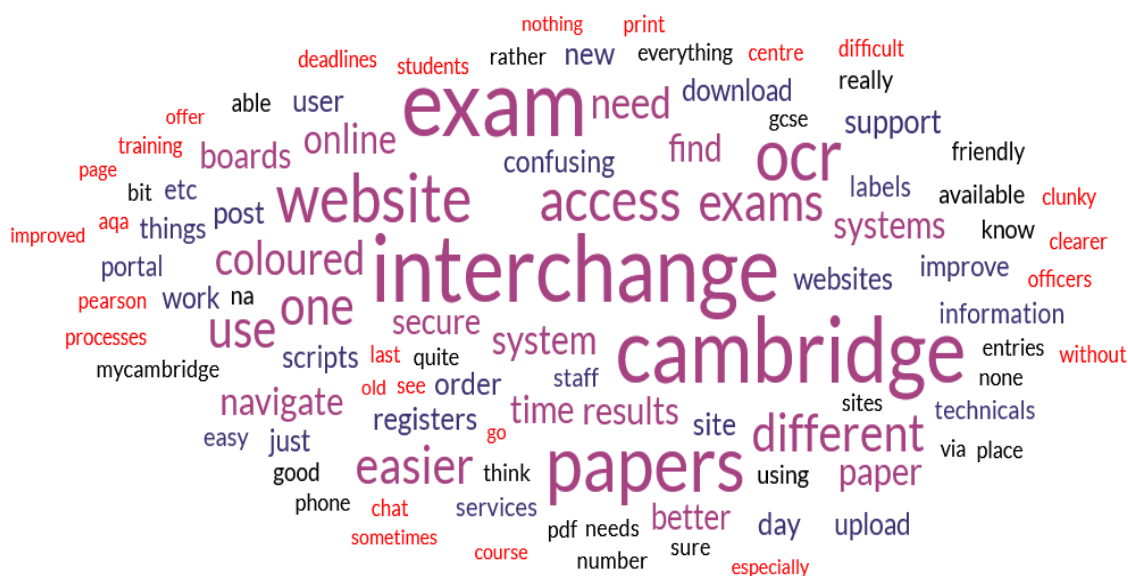 nothing print
deadlines students rather new everything centre difficult
able user exam need download really
offer online gcse support
training boards confusing find ocr friendly
page bit etc website access exams labels available clunky
improved aqa things post systems know clearer
portal coloured interchange websites improve officers
pearson work na one secure information
processes use system cambridge entries without
mycambridge scripts last quite staff none
navigate old see order time results sites technicals
easy just registers go site different via place
good easier think papers using paper
phone chat services better day upload
sometimes course pdf needs sure
number especially